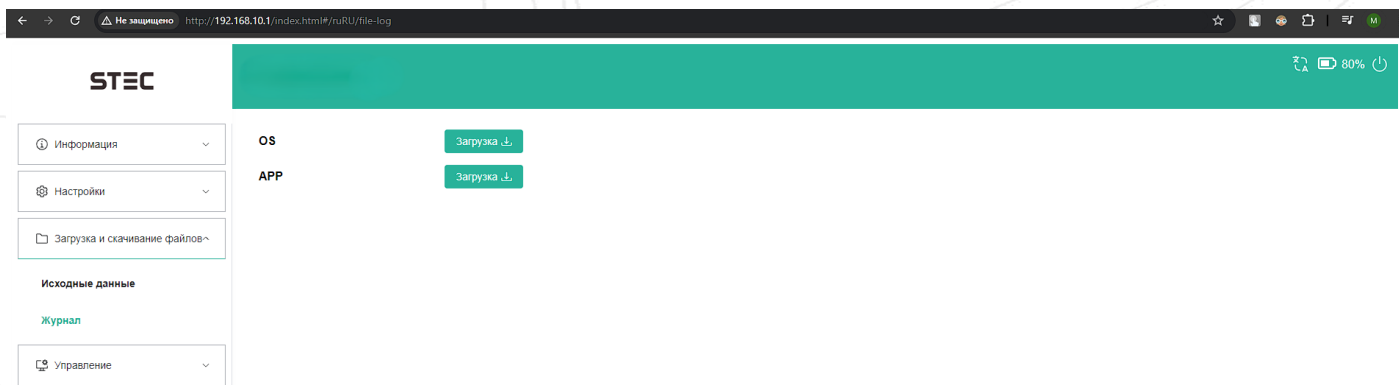 Не защищено http://192.168.10.1/index.html#/ruRU/file-log
M
STEC
80%
Информация
Настройки
Загрузка и скачивание файлов
Исходные данные
Журнал
Управление
OS Загрузка
APP Загрузка